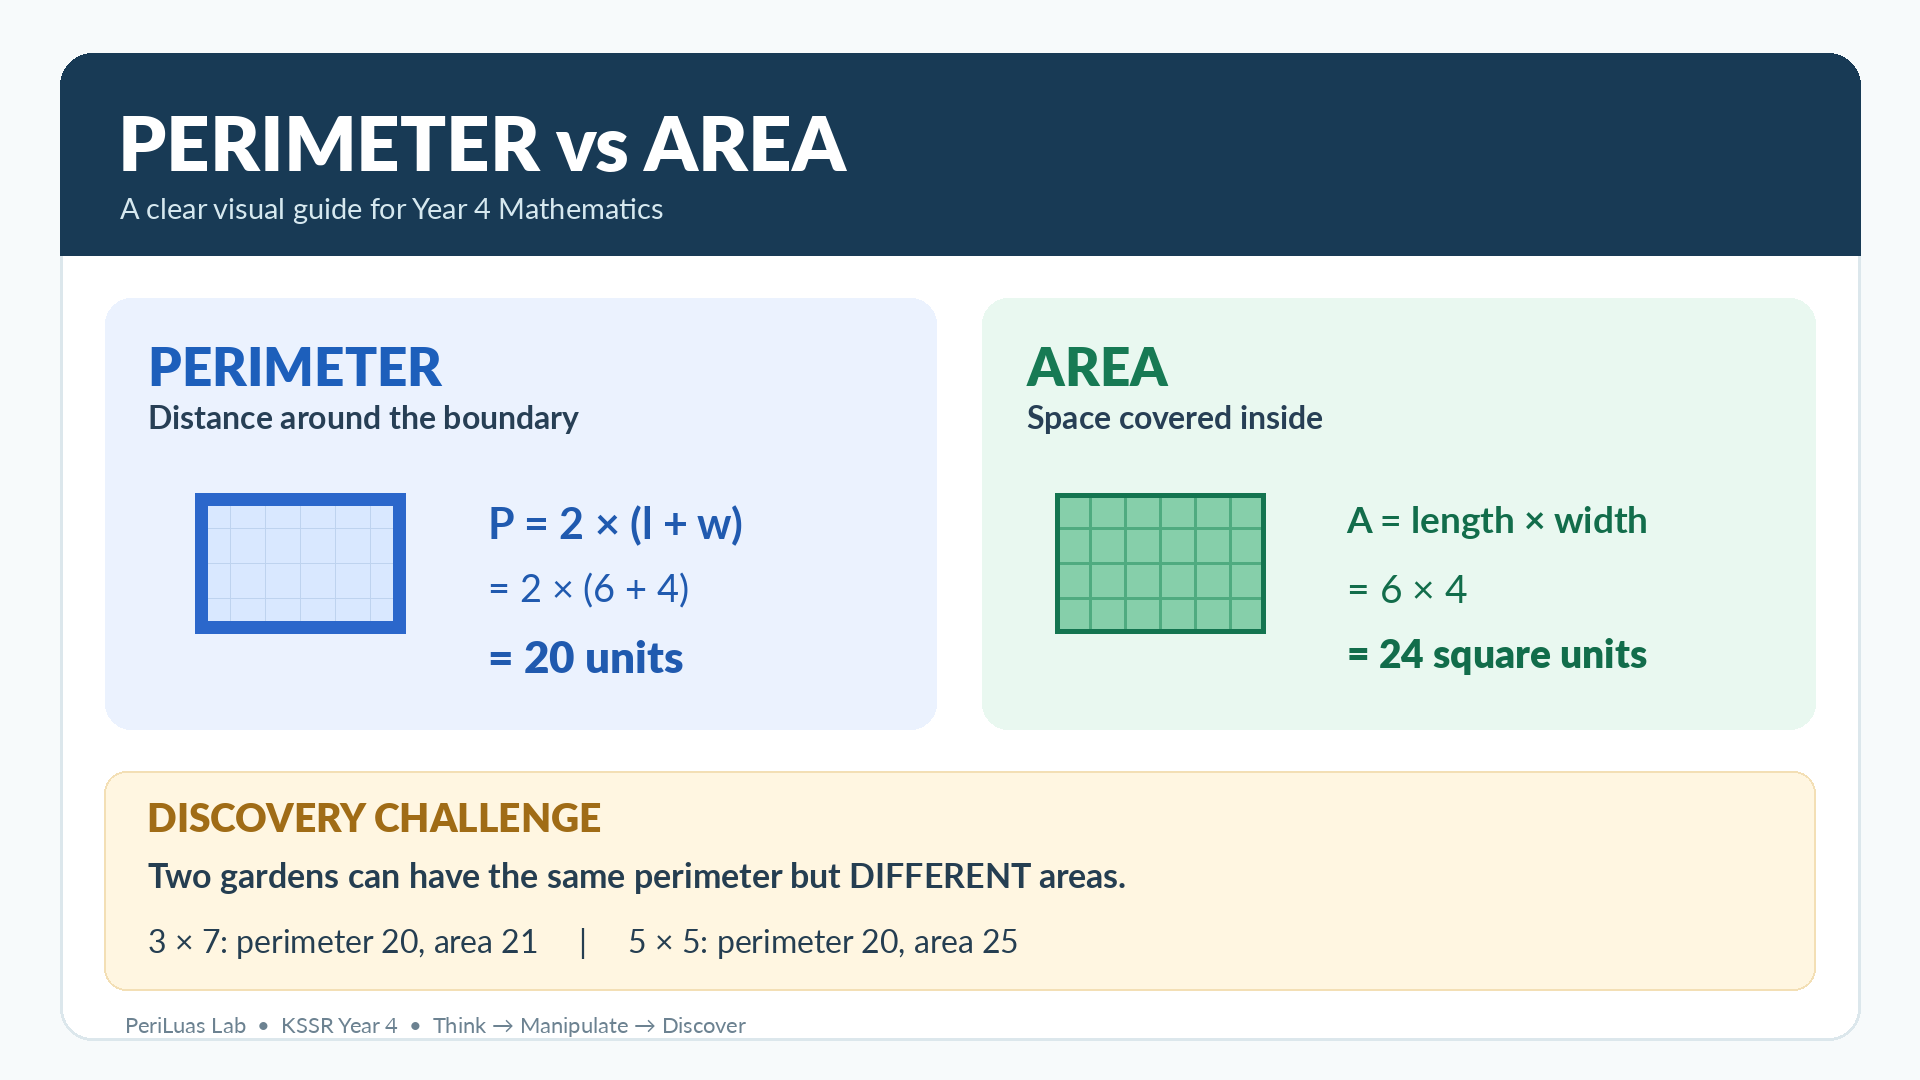 PERIMETER vs AREA
A clear visual guide for Year 4 Mathematics
PERIMETER
Distance around the boundary
P = 2 × (l + w)
= 2 × (6 + 4)
= 20 units
AREA
Space covered inside
A = length × width
= 6 × 4
= 24 square units
DISCOVERY CHALLENGE
Two gardens can have the same perimeter but DIFFERENT areas.
3 × 7: perimeter 20, area 21 | 5 × 5: perimeter 20, area 25
PeriLuas Lab • KSSR Year 4 • Think → Manipulate → Discover